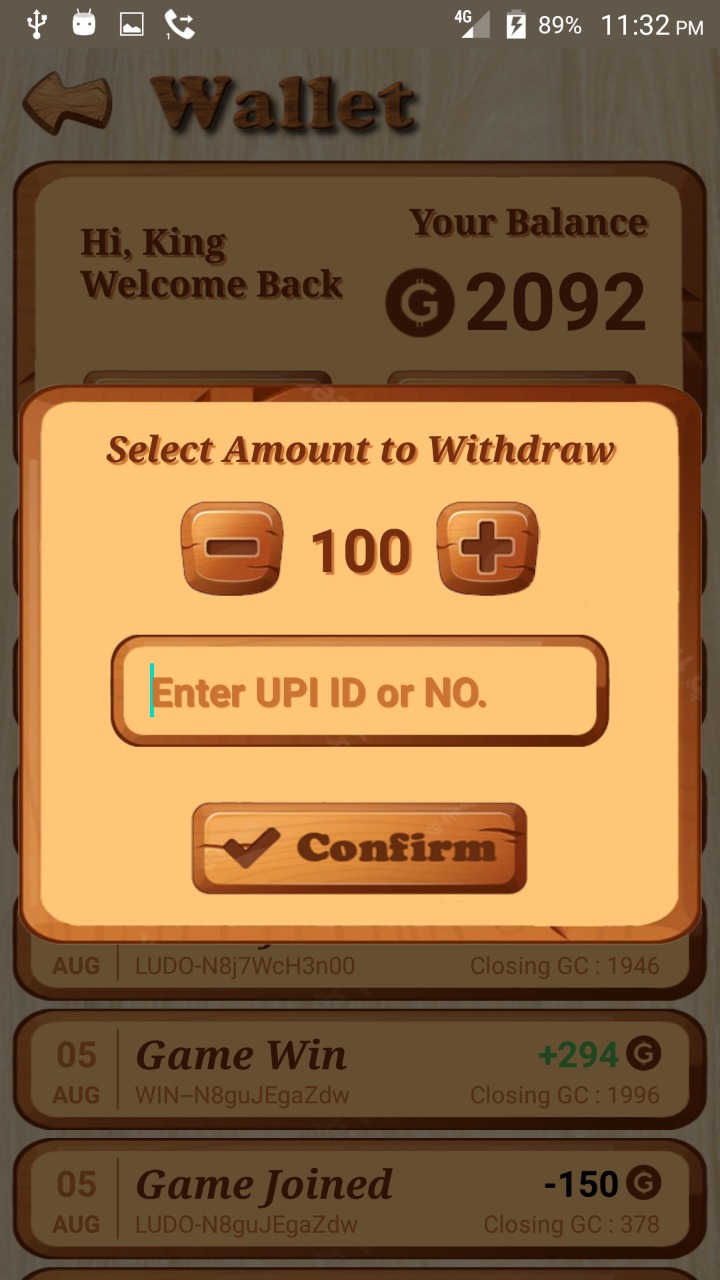 4G 89% 11:32 PM
Wallet
Hi, King
Welcome Back
Your Balance
2092
Select Amount to Withdraw
100
Enter UPI ID or NO.
Confirm
AUG LUDO-N8j7WcH3n00 Closing GC : 1946
05 Game Win +294
AUG WIN–N8guJEgaZdw Closing GC : 1996
05 Game Joined -150
AUG LUDO-N8guJEgaZdw Closing GC : 378